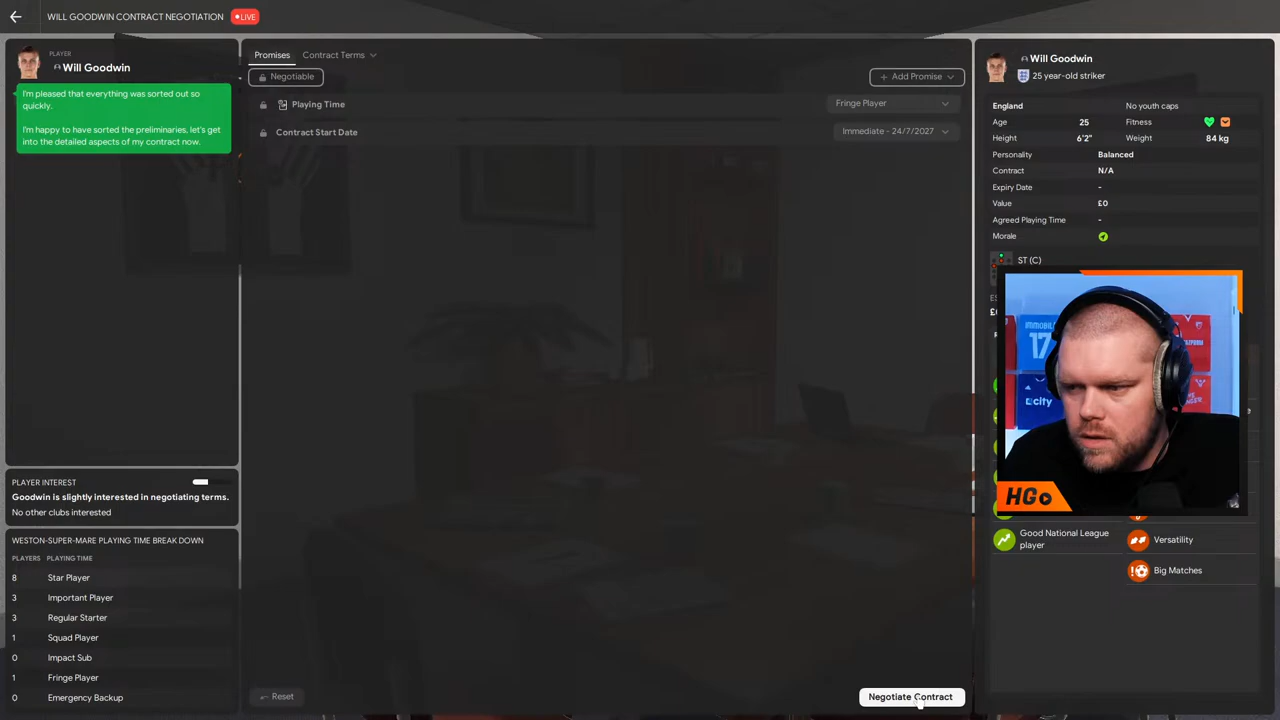 WILL GOODWIN CONTRACT NEGOTIATION
LIVE
PLAYER
Will Goodwin
I'm pleased that everything was sorted out so
quickly.
I'm happy to have sorted the preliminaries, let's get
into the detailed aspects of my contract now.
PLAYER INTEREST
Goodwin is slightly interested in negotiating terms.
No other clubs interested
WESTON-SUPER-MARE PLAYING TIME BREAK DOWN
PLAYERS PLAYING TIME
8 Star Player
3 Important Player
3 Regular Starter
1 Squad Player
0 Impact Sub
1 Fringe Player
0 Emergency Backup
Promises Contract Terms
Negotiable
+ Add Promise
Playing Time Fringe Player
Contract Start Date Immediate - 24/7/2027
Reset
Negotiate Contract
Will Goodwin
25 year-old striker
England No youth caps
Age 25 Fitness
Height 6'2" Weight 84 kg
Personality Balanced
Contract N/A
Expiry Date -
Value £0
Agreed Playing Time -
Morale
ST (C)
IMMOBILE
17
city
HGo
Good National League
player
Versatility
Big Matches